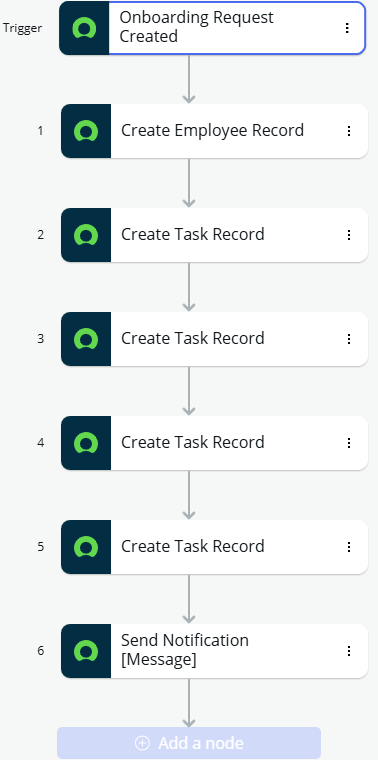 Trigger
Onboarding Request
Created
1
Create Employee Record
2
Create Task Record
3
Create Task Record
4
Create Task Record
5
Create Task Record
6
Send Notification
[Message]
Add a node